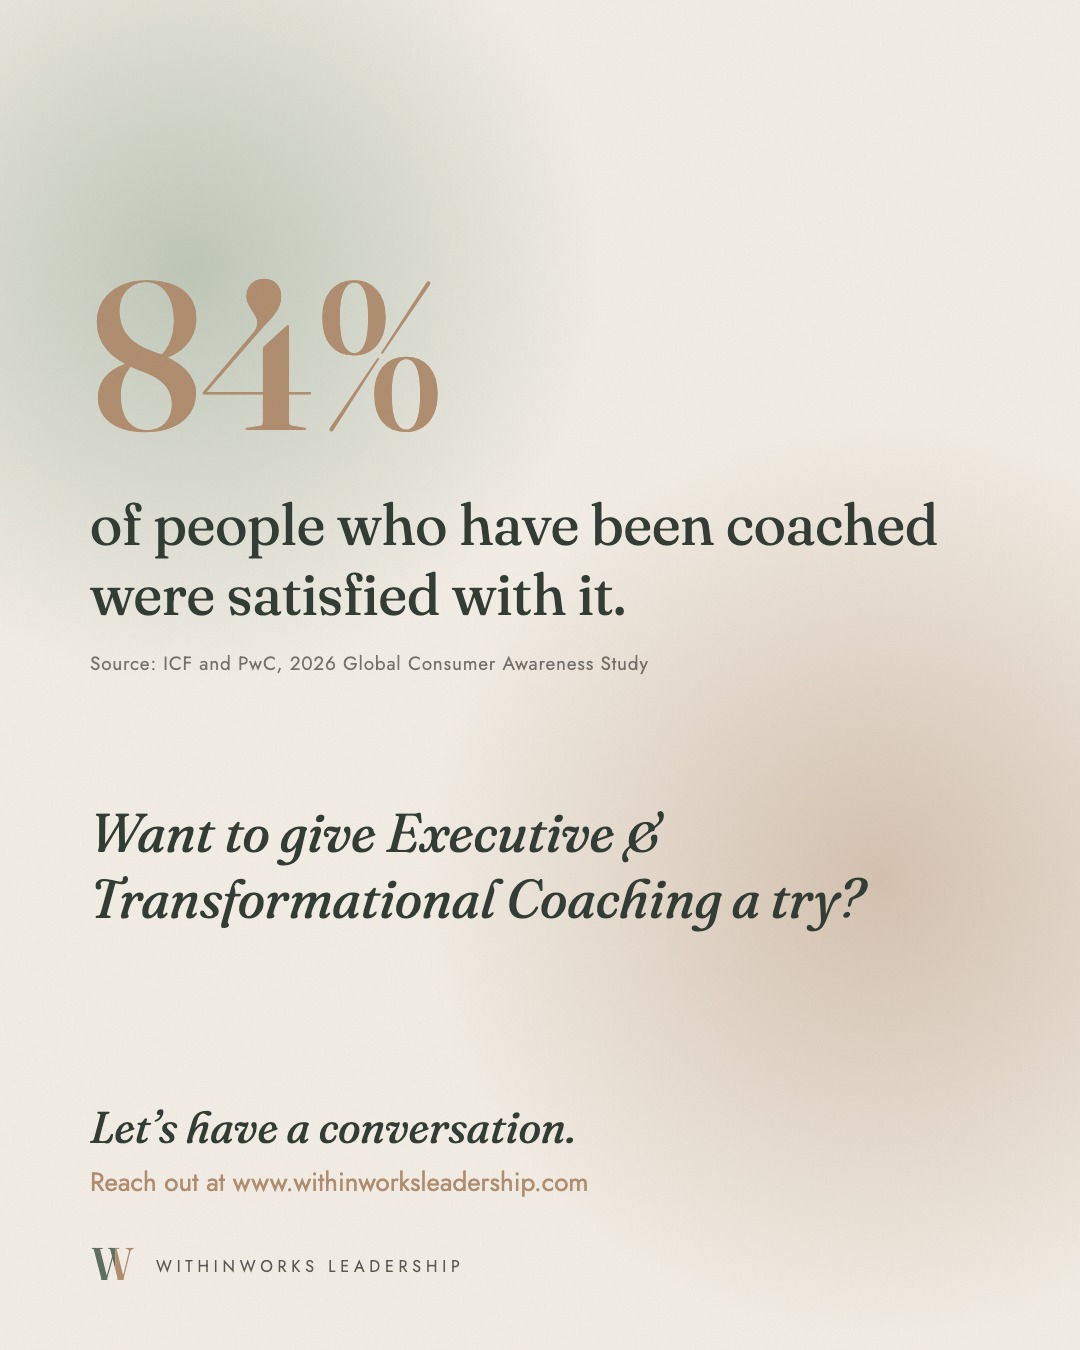 84%
of people who have been coached
were satisfied with it.
Source: ICF and PwC, 2026 Global Consumer Awareness Study
Want to give Executive &
Transformational Coaching a try?
Let’s have a conversation.
Reach out at www.withinworksleadership.com
W WITHINWORKS LEADERSHIP